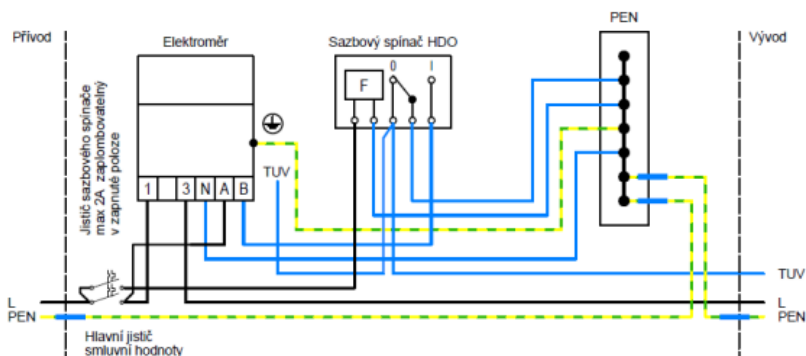 Přívod
Elektroměr
Sazbový spínač HDO
PEN
Vývod
Jistič sazbového spínače
max 2A zaplombovatelný
v zapnuté poloze
F
0
I
TUV
1
3
N
A
B
TUV
L
PEN
L
PEN
Hlavní jistič
smluvní hodnoty